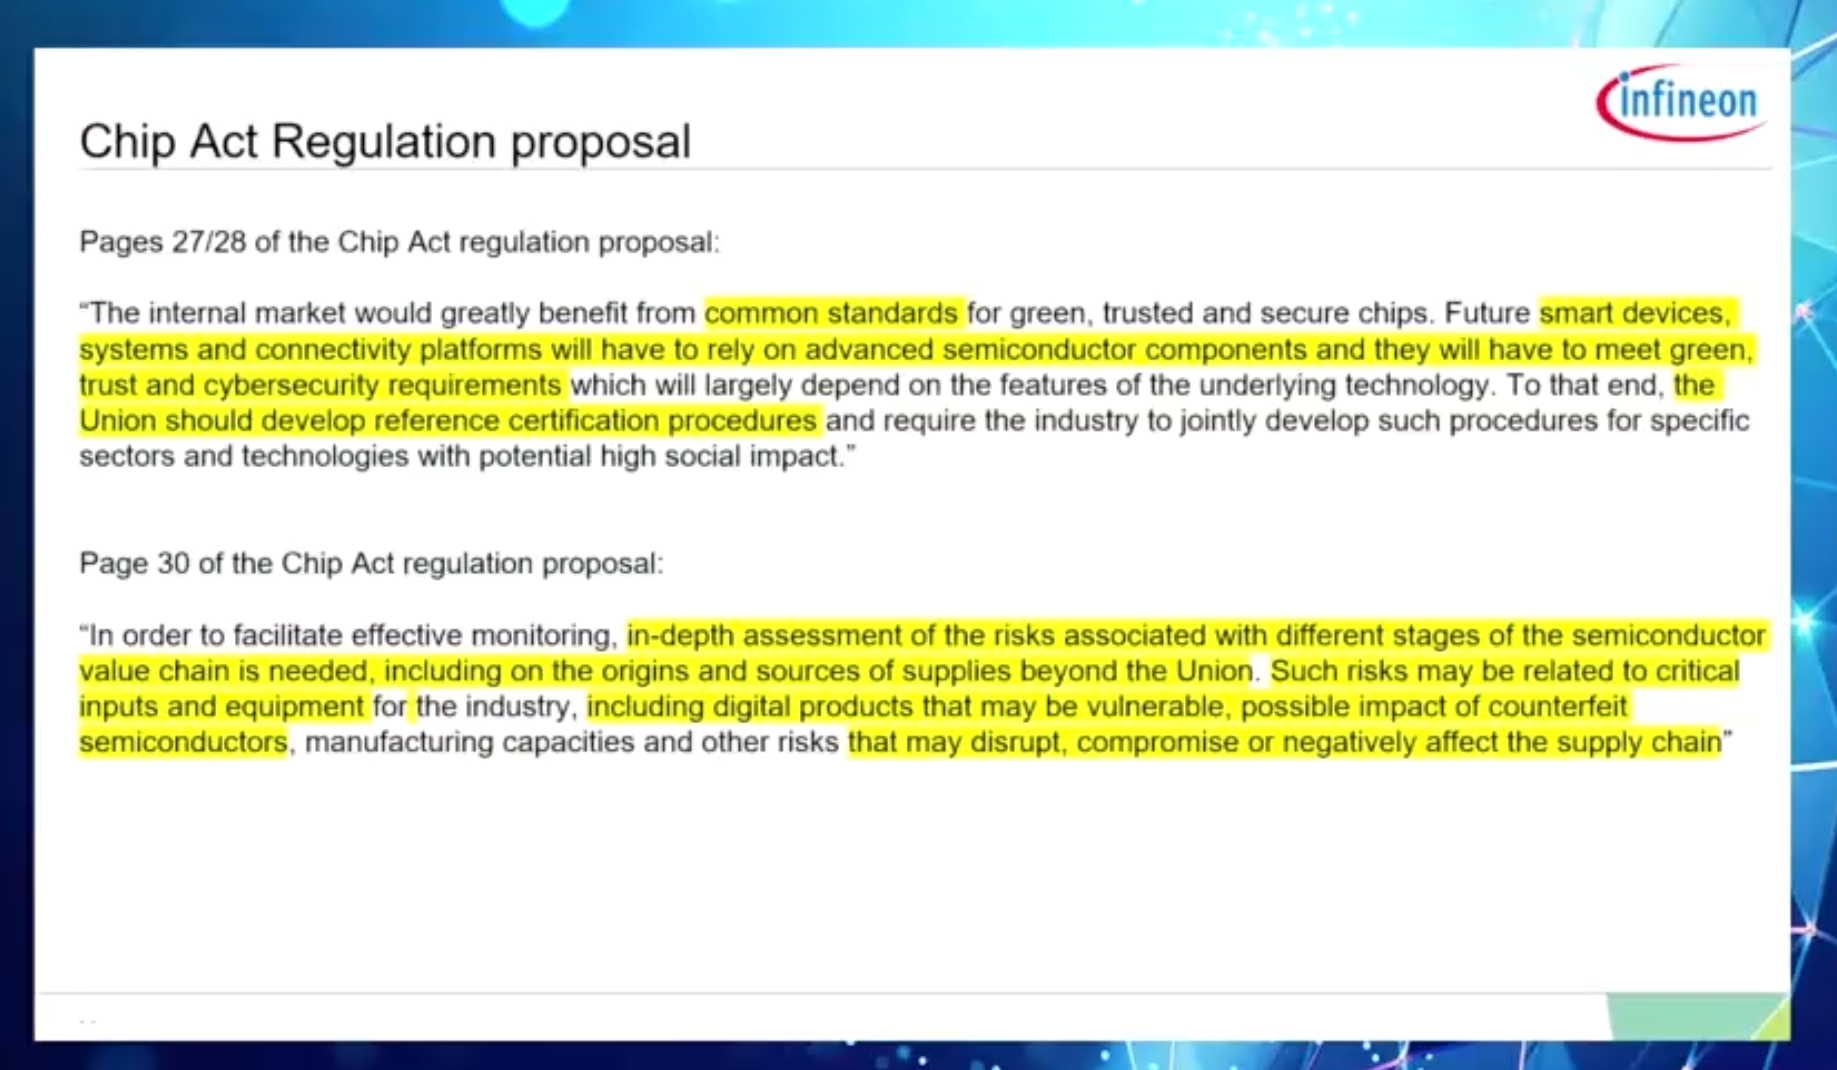 infineon
Chip Act Regulation proposal
Pages 27/28 of the Chip Act regulation proposal:
“The internal market would greatly benefit from common standards for green, trusted and secure chips. Future smart devices,
systems and connectivity platforms will have to rely on advanced semiconductor components and they will have to meet green,
trust and cybersecurity requirements which will largely depend on the features of the underlying technology. To that end, the
Union should develop reference certification procedures and require the industry to jointly develop such procedures for specific
sectors and technologies with potential high social impact.”
Page 30 of the Chip Act regulation proposal:
“In order to facilitate effective monitoring, in-depth assessment of the risks associated with different stages of the semiconductor
value chain is needed, including on the origins and sources of supplies beyond the Union. Such risks may be related to critical
inputs and equipment for the industry, including digital products that may be vulnerable, possible impact of counterfeit
semiconductors, manufacturing capacities and other risks that may disrupt, compromise or negatively affect the supply chain”